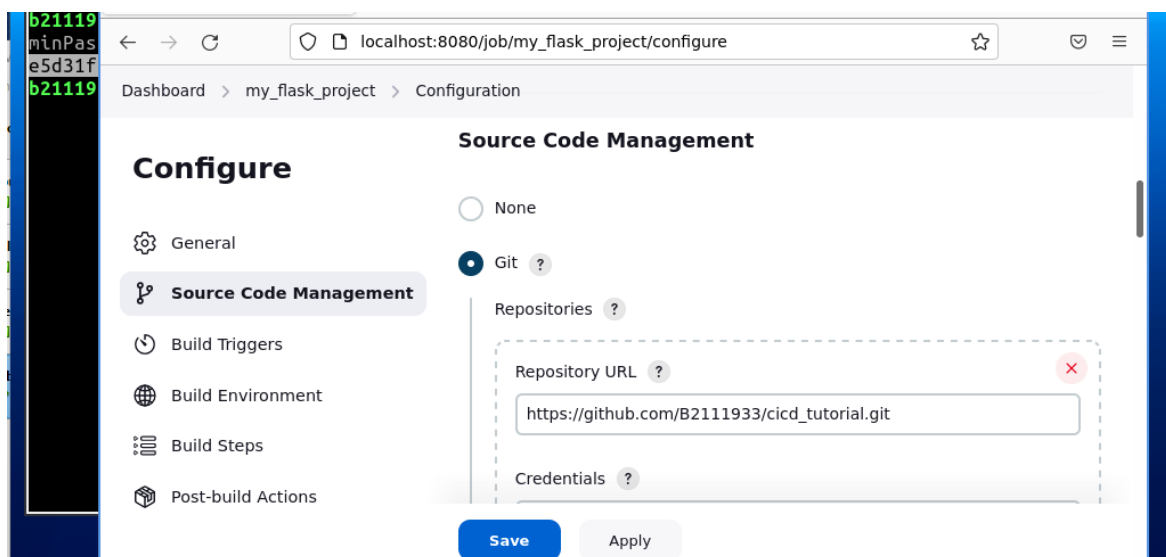 b21119
minPas
e5d31f
b21119
localhost:8080/job/my_flask_project/configure
Dashboard > my_flask_project > Configuration
Configure
General
Source Code Management
Build Triggers
Build Environment
Build Steps
Post-build Actions
Source Code Management
None
Git ?
Repositories ?
Repository URL ?
https://github.com/B2111933/cicd_tutorial.git
Credentials ?
Save Apply